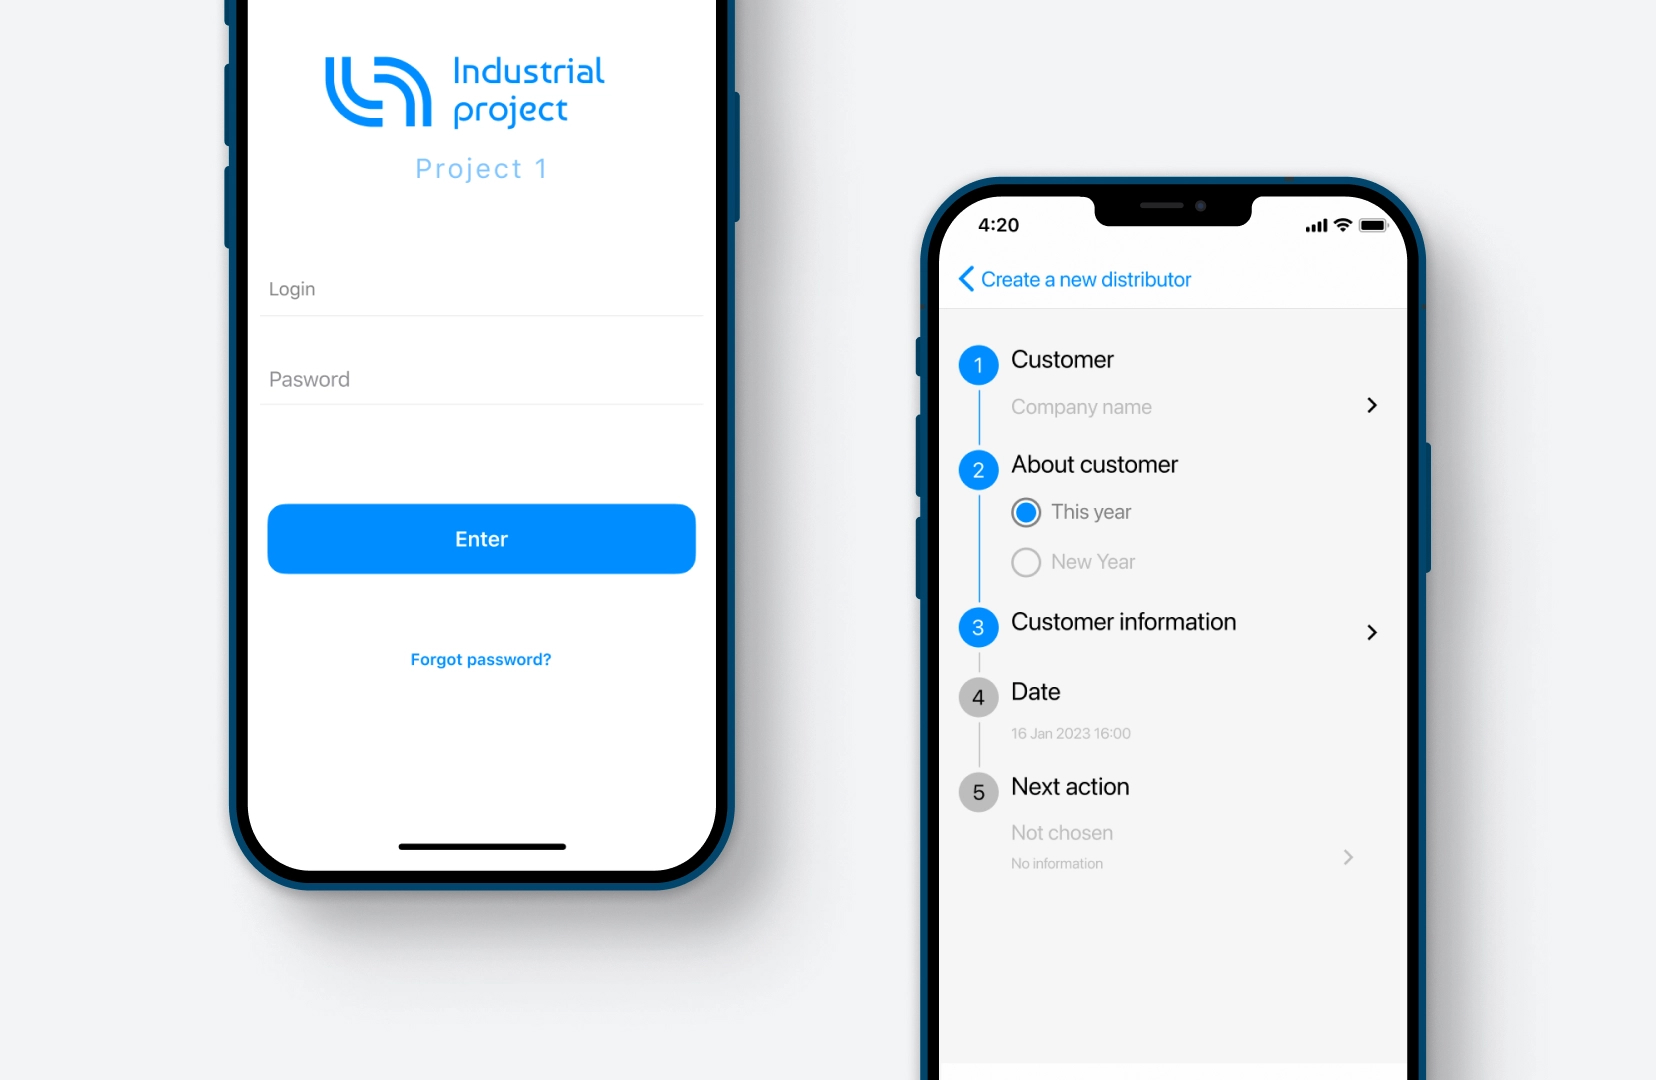 Industrial
project
Project 1
Login
Pasword
Enter
Forgot password?
4:20
Create a new distributor
1 Customer
Company name
2 About customer
This year
New Year
3 Customer information
4 Date
16 Jan 2023 16:00
5 Next action
Not chosen
No information